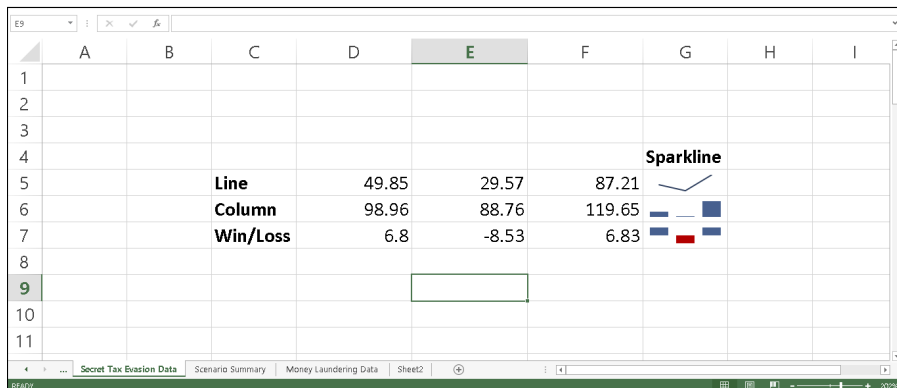 E9 fx
A B C D E F G H I
1
2
3
4 Sparkline
5 Line 49.85 29.57 87.21
6 Column 98.96 88.76 119.65
7 Win/Loss 6.8 -8.53 6.83
8
9
10
11
... Secret Tax Evasion Data Scenario Summary Money Laundering Data Sheet2
READY 202%